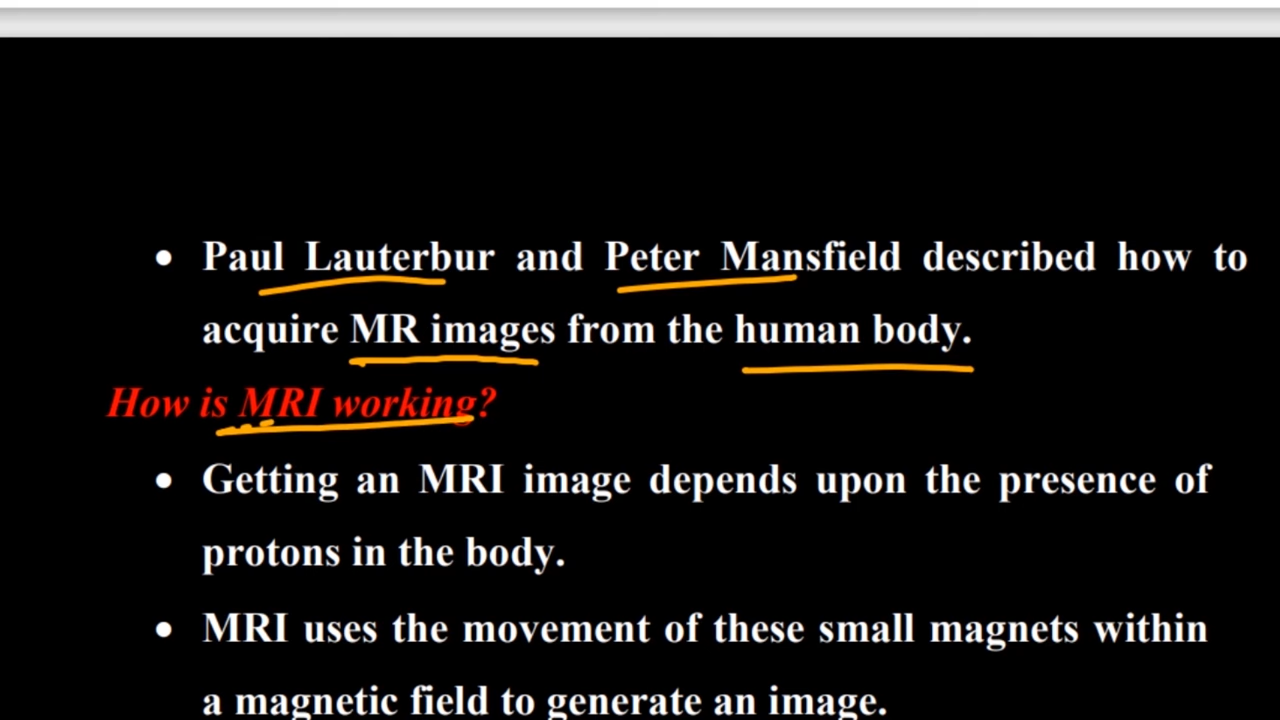 • Paul Lauterbur and Peter Mansfield described how to
acquire MR images from the human body.
How is MRI working?
• Getting an MRI image depends upon the presence of
protons in the body.
• MRI uses the movement of these small magnets within
a magnetic field to generate an image.